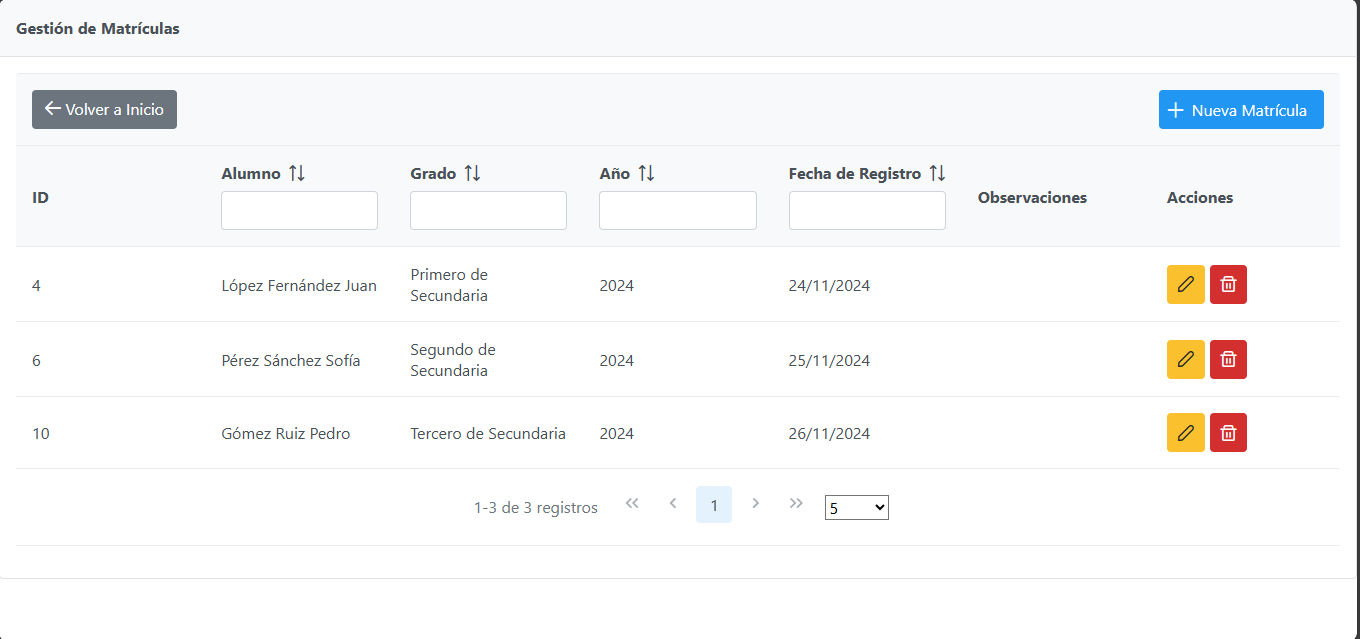 Gestión de Matrículas
Volver a Inicio
Nueva Matrícula
ID Alumno Grado Año Fecha de Registro Observaciones Acciones
4 López Fernández Juan Primero de Secundaria 2024 24/11/2024
6 Pérez Sánchez Sofía Segundo de Secundaria 2024 25/11/2024
10 Gómez Ruiz Pedro Tercero de Secundaria 2024 26/11/2024
1-3 de 3 registros 1 5